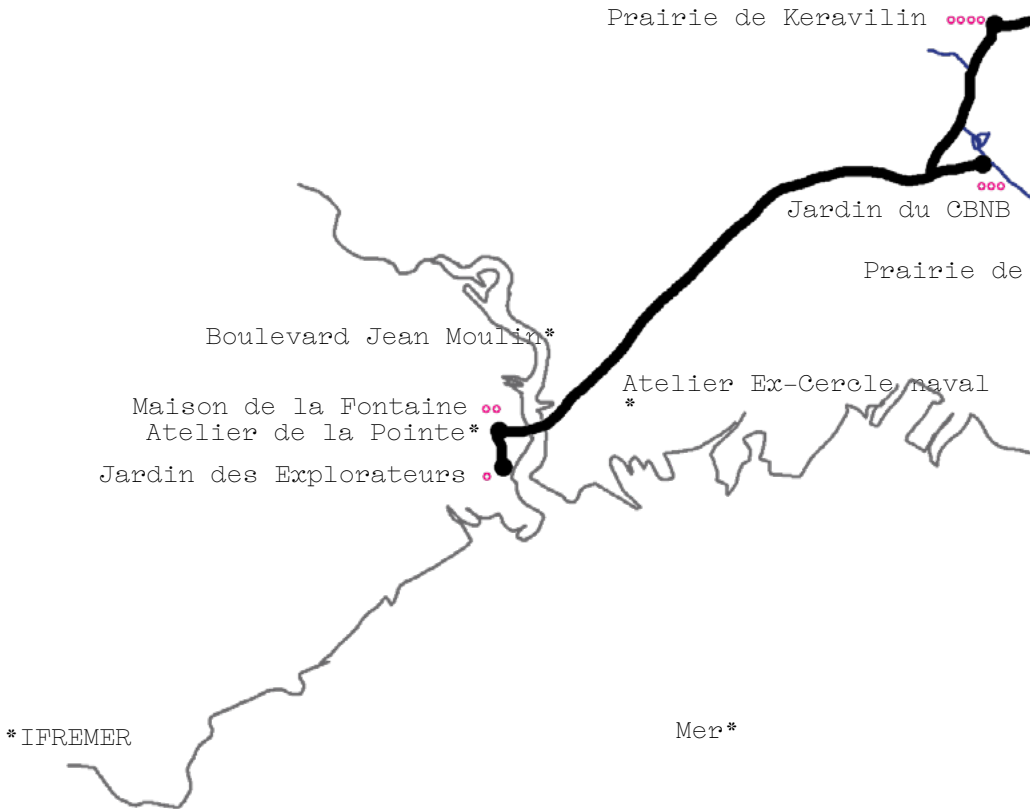 Prairie de Keravilin
Jardin du CBNB
Prairie de
Boulevard Jean Moulin*
Atelier Ex-Cercle naval
*
Maison de la Fontaine
Atelier de la Pointe*
Jardin des Explorateurs
*IFREMER
Mer*